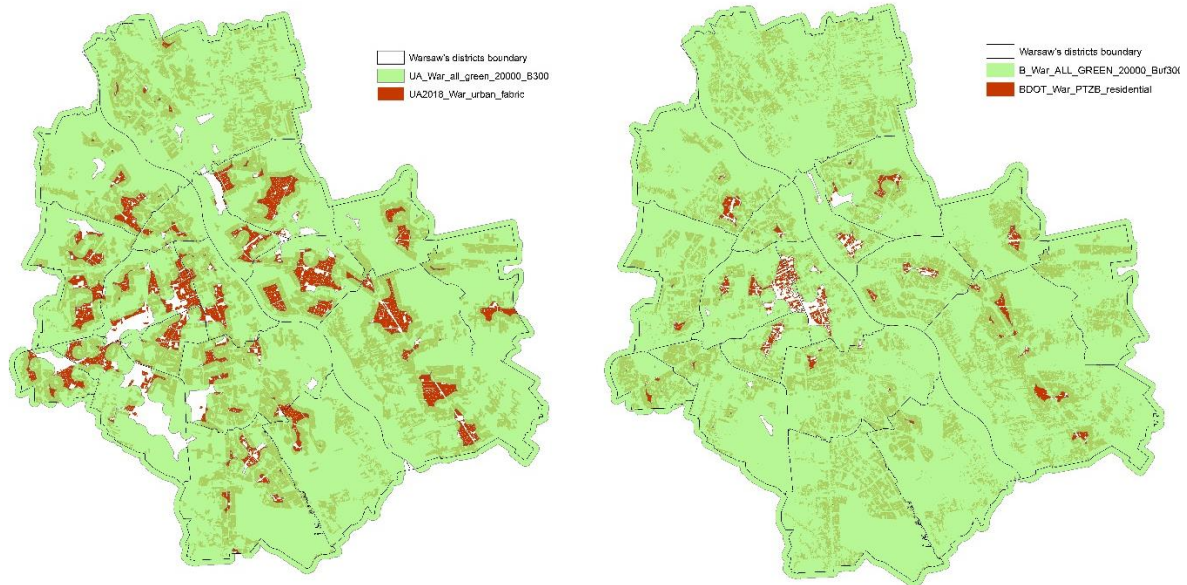 Warsaw's districts boundary
UA_War_all_green_20000_B300
UA2018_War_urban_fabric
Warsaw's districts boundary
B_War_ALL_GREEN_20000_Buf300
BDOT_War_PTZB_residential